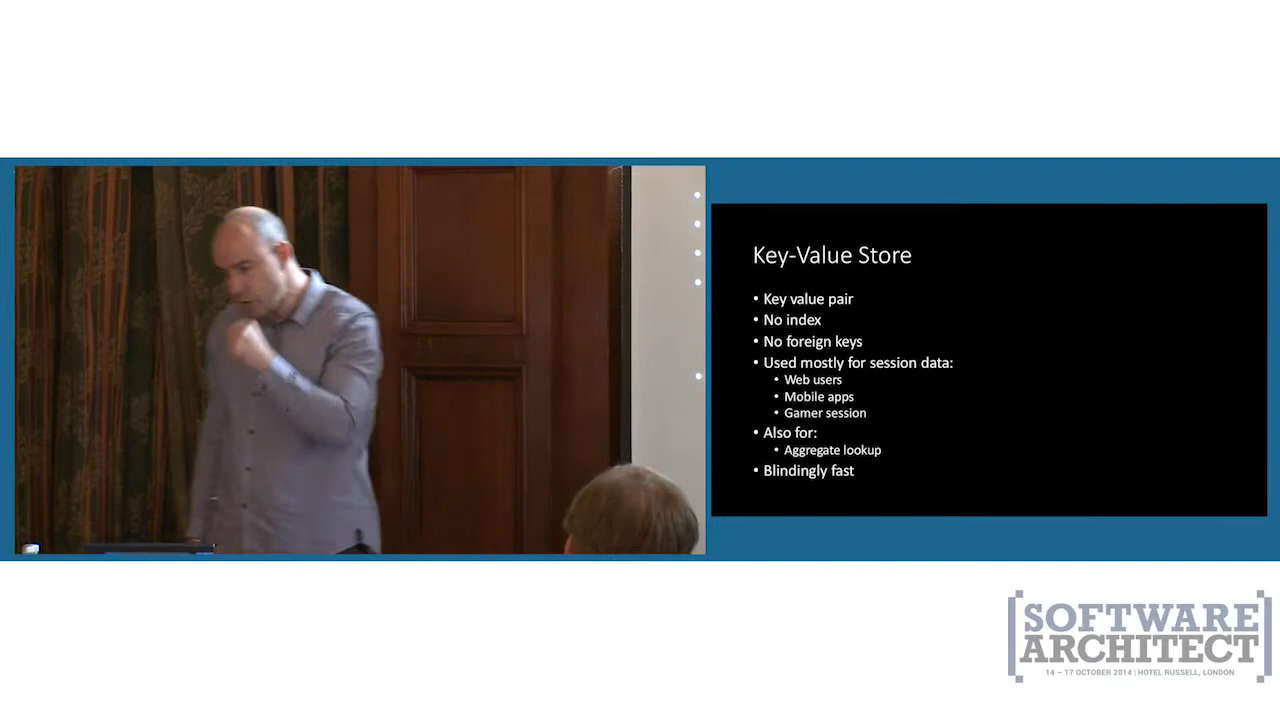 Key-Value Store
• Key value pair
• No index
• No foreign keys
• Used mostly for session data:
• Web users
• Mobile apps
• Gamer session
• Also for:
• Aggregate lookup
• Blindingly fast
[SOFTWARE
ARCHITECT]
14 – 17 OCTOBER 2014 | HOTEL RUSSELL, LONDON